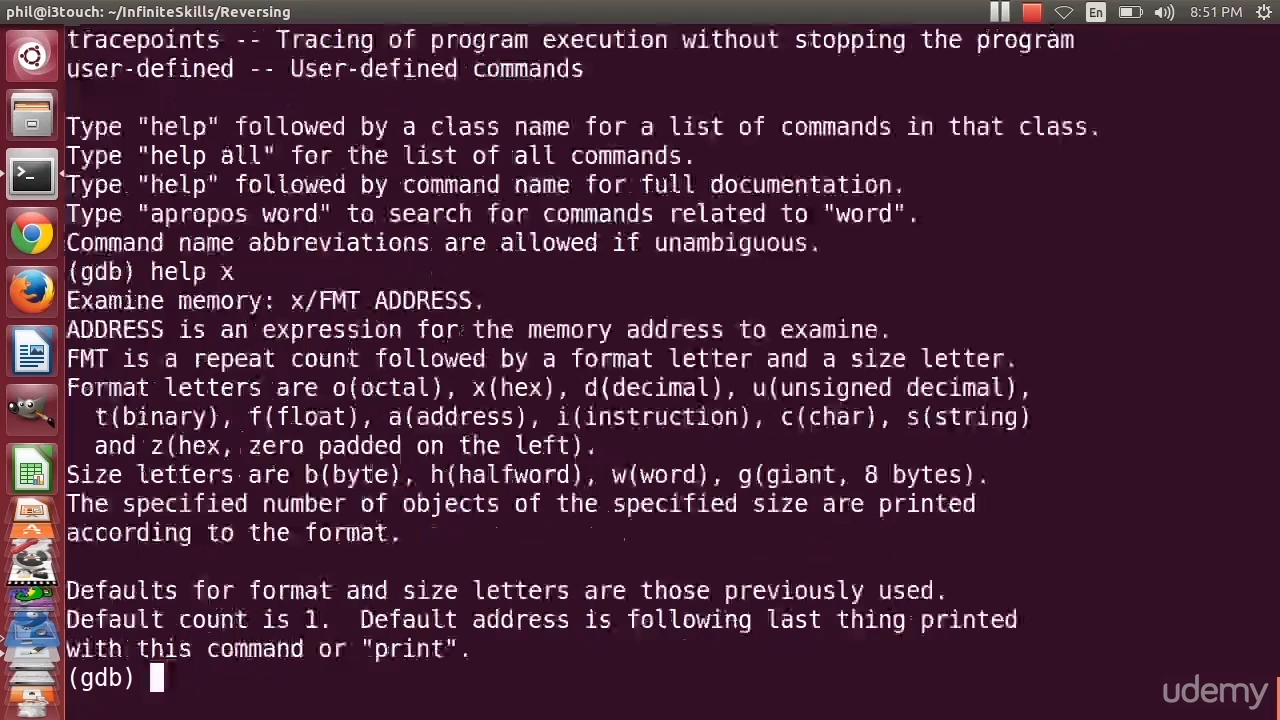 phil@i3touch: ~/InfiniteSkills/Reversing
En
8:51 PM
tracepoints -- Tracing of program execution without stopping the program
user-defined -- User-defined commands
Type "help" followed by a class name for a list of commands in that class.
Type "help all" for the list of all commands.
Type "help" followed by command name for full documentation.
Type "apropos word" to search for commands related to "word".
Command name abbreviations are allowed if unambiguous.
(gdb) help x
Examine memory: x/FMT ADDRESS.
ADDRESS is an expression for the memory address to examine.
FMT is a repeat count followed by a format letter and a size letter.
Format letters are o(octal), x(hex), d(decimal), u(unsigned decimal),
t(binary), f(float), a(address), i(instruction), c(char), s(string)
and z(hex, zero padded on the left).
Size letters are b(byte), h(halfword), w(word), g(giant, 8 bytes).
The specified number of objects of the specified size are printed
according to the format.
Defaults for format and size letters are those previously used.
Default count is 1.  Default address is following last thing printed
with this command or "print".
(gdb)
udemy